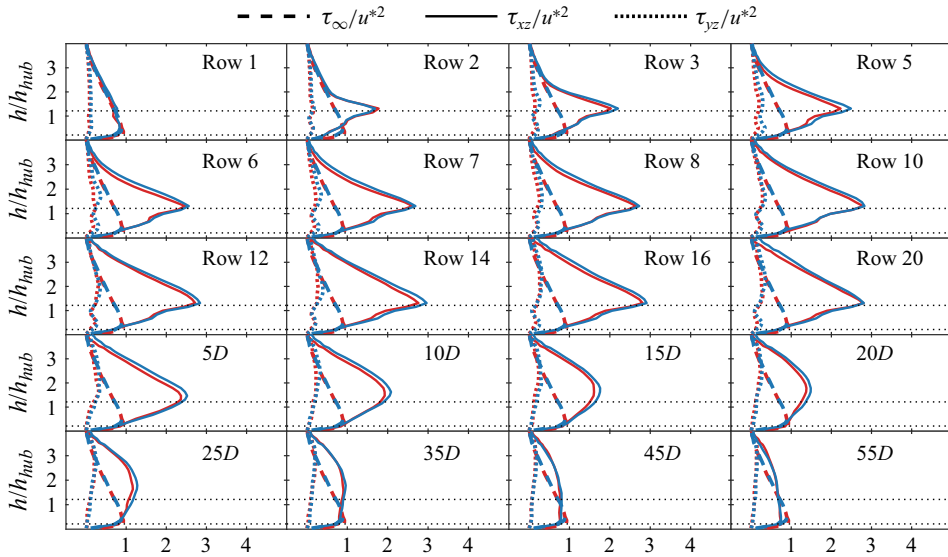 τ∞/u*2 τxz/u*2 τyz/u*2
h/hhub 3 2 1 Row 1 Row 2 Row 3 Row 5
h/hhub 3 2 1 Row 6 Row 7 Row 8 Row 10
h/hhub 3 2 1 Row 12 Row 14 Row 16 Row 20
h/hhub 3 2 1 5D 10D 15D 20D
h/hhub 3 2 1 25D 35D 45D 55D
1 2 3 4 0 1 2 3 4 0 1 2 3 4 0 1 2 3 4